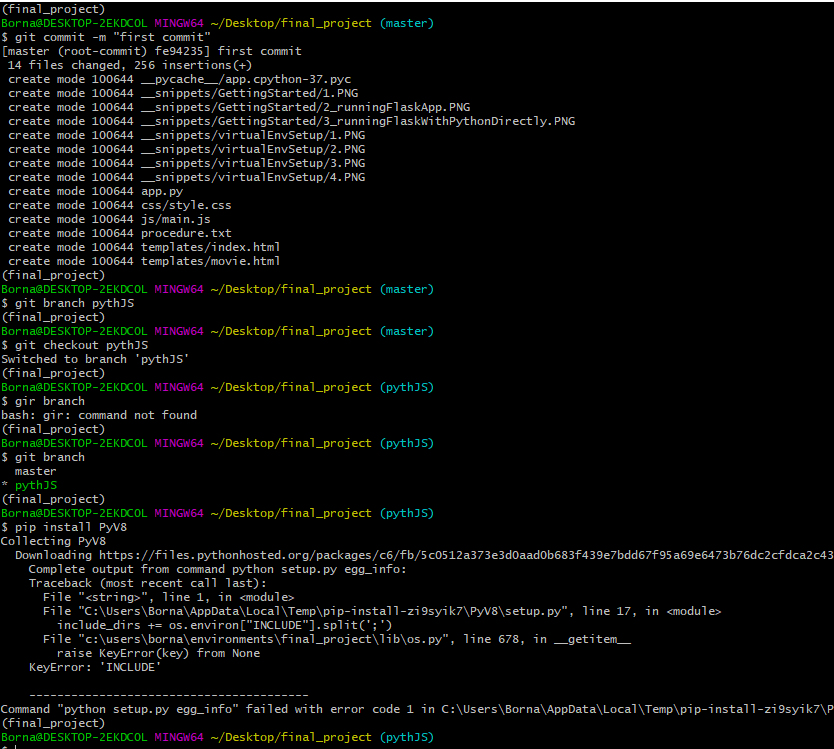 (final_project)
Borna@DESKTOP-2EKDCOL MINGW64 ~/Desktop/final_project (master)
$ git commit -m "first commit"
[master (root-commit) fe94235] first commit
 14 files changed, 256 insertions(+)
 create mode 100644 __pycache__/app.cpython-37.pyc
 create mode 100644 __snippets/GettingStarted/1.PNG
 create mode 100644 __snippets/GettingStarted/2_runningFlaskApp.PNG
 create mode 100644 __snippets/GettingStarted/3_runningFlaskWithPythonDirectly.PNG
 create mode 100644 __snippets/virtualEnvSetup/1.PNG
 create mode 100644 __snippets/virtualEnvSetup/2.PNG
 create mode 100644 __snippets/virtualEnvSetup/3.PNG
 create mode 100644 __snippets/virtualEnvSetup/4.PNG
 create mode 100644 app.py
 create mode 100644 css/style.css
 create mode 100644 js/main.js
 create mode 100644 procedure.txt
 create mode 100644 templates/index.html
 create mode 100644 templates/movie.html
(final_project)
Borna@DESKTOP-2EKDCOL MINGW64 ~/Desktop/final_project (master)
$ git branch pythJS
(final_project)
Borna@DESKTOP-2EKDCOL MINGW64 ~/Desktop/final_project (master)
$ git checkout pythJS
Switched to branch 'pythJS'
(final_project)
Borna@DESKTOP-2EKDCOL MINGW64 ~/Desktop/final_project (pythJS)
$ gir branch
bash: gir: command not found
(final_project)
Borna@DESKTOP-2EKDCOL MINGW64 ~/Desktop/final_project (pythJS)
$ git branch
  master
* pythJS
(final_project)
Borna@DESKTOP-2EKDCOL MINGW64 ~/Desktop/final_project (pythJS)
$ pip install PyV8
Collecting PyV8
  Downloading https://files.pythonhosted.org/packages/c6/fb/5c0512a373e3d0aad0b683f439e7bdd67f95a69e6473b76dc2cfdca2c43
    Complete output from command python setup.py egg_info:
    Traceback (most recent call last):
      File "<string>", line 1, in <module>
      File "C:\Users\Borna\AppData\Local\Temp\pip-install-zi9syik7\PyV8\setup.py", line 17, in <module>
        include_dirs += os.environ["INCLUDE"].split(';')
      File "c:\users\borna\environments\final_project\lib\os.py", line 678, in __getitem__
        raise KeyError(key) from None
    KeyError: 'INCLUDE'
    ----------------------------------------
Command "python setup.py egg_info" failed with error code 1 in C:\Users\Borna\AppData\Local\Temp\pip-install-zi9syik7\P
(final_project)
Borna@DESKTOP-2EKDCOL MINGW64 ~/Desktop/final_project (pythJS)
$